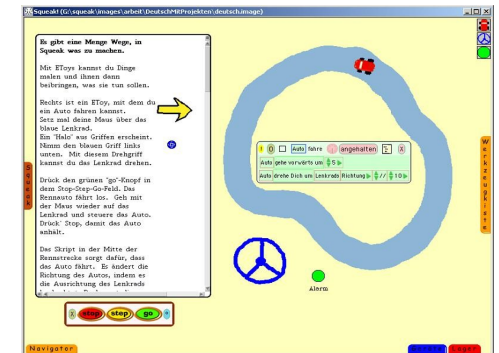 Squeak! (G:\squeak\images\arbeit\DeutschMitProjekten\deutsch.image)
Es gibt eine Menge Wege, in
Squeak was zu machen.
Mit EToys kannst du Dinge
malen und ihnen dann
beibringen, was sie tun sollen.
Rechts ist ein EToy, mit dem du
ein Auto fahren kannst.
Setz mal deine Maus über das
blaue Lenkrad.
Ein "Halo" aus Griffen erscheint.
Nimm den blauen Griff links
unten. Mit diesem Drehgriff
kannst du das Lenkrad drehen.
Drück den grünen "go"-Knopf in
dem Stop-Step-Go-Feld. Das
Rennauto fährt los. Geh mit
der Maus wieder auf das
Lenkrad und steuere das Auto.
Drück' Stop, damit das Auto
anhält.
Das Skript in der Mitte der
Rennstrecke sorgt dafür, dass
das Auto fährt. Es ändert die
Richtung des Autos, indem es
die Ausrichtung des Lenkrads
Auto fahre angehalten
Auto gehe vorwärts um 5
Auto drehe Dich um Lenkrads Richtung // 10
Alarm
stop step go
Squeak
Werkzeugkiste
Navigator
Lager